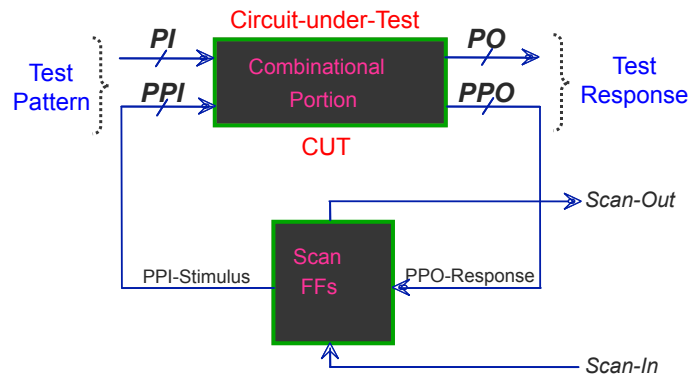 Circuit-under-Test
PI
PO
Test
Pattern
Combinational
Portion
Test
Response
PPI
PPO
CUT
Scan-Out
Scan
FFs
PPI-Stimulus
PPO-Response
Scan-In